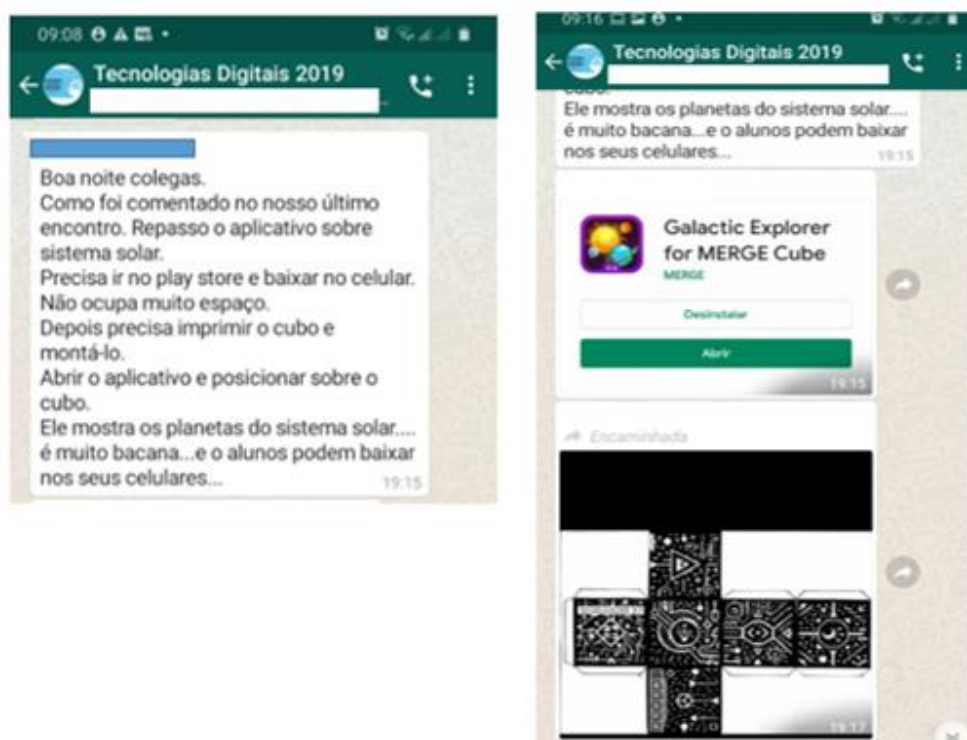 09:08
Tecnologias Digitais 2019
Boa noite colegas.
Como foi comentado no nosso último
encontro. Repasso o aplicativo sobre
sistema solar.
Precisa ir no play store e baixar no celular.
Não ocupa muito espaço.
Depois precisa imprimir o cubo e
montá-lo.
Abrir o aplicativo e posicionar sobre o
cubo.
Ele mostra os planetas do sistema solar....
é muito bacana...e o alunos podem baixar
nos seus celulares...
19:15
09:16
Tecnologias Digitais 2019
cubo.
Ele mostra os planetas do sistema solar....
é muito bacana...e o alunos podem baixar
nos seus celulares...
19:15
Galactic Explorer
for MERGE Cube
MERGE
Desinstalar
Abrir
19:15
Encaminhada
19:17